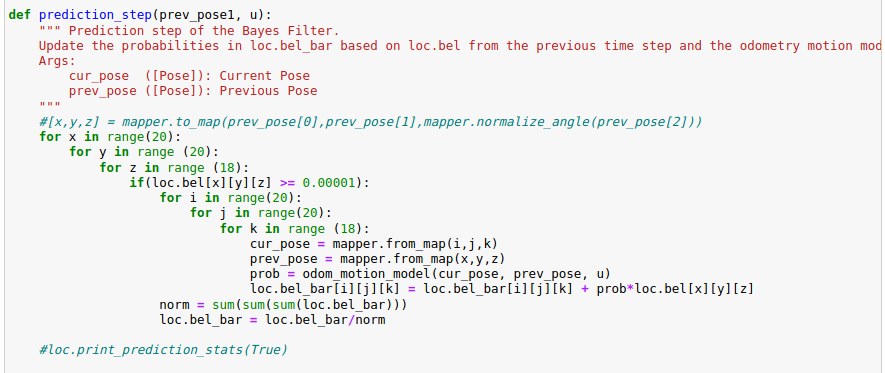 def prediction_step(prev_pose1, u):
    """ Prediction step of the Bayes Filter.
    Update the probabilities in loc.bel_bar based on loc.bel from the previous time step and the odometry motion mod
    Args:
        cur_pose  ([Pose]): Current Pose
        prev_pose ([Pose]): Previous Pose
    """
    #[x,y,z] = mapper.to_map(prev_pose[0],prev_pose[1],mapper.normalize_angle(prev_pose[2]))
    for x in range(20):
        for y in range (20):
            for z in range (18):
                if(loc.bel[x][y][z] >= 0.00001):
                    for i in range(20):
                        for j in range(20):
                            for k in range (18):
                                cur_pose = mapper.from_map(i,j,k)
                                prev_pose = mapper.from_map(x,y,z)
                                prob = odom_motion_model(cur_pose, prev_pose, u)
                                loc.bel_bar[i][j][k] = loc.bel_bar[i][j][k] + prob*loc.bel[x][y][z]
                    norm = sum(sum(sum(loc.bel_bar)))
                    loc.bel_bar = loc.bel_bar/norm
    #loc.print_prediction_stats(True)